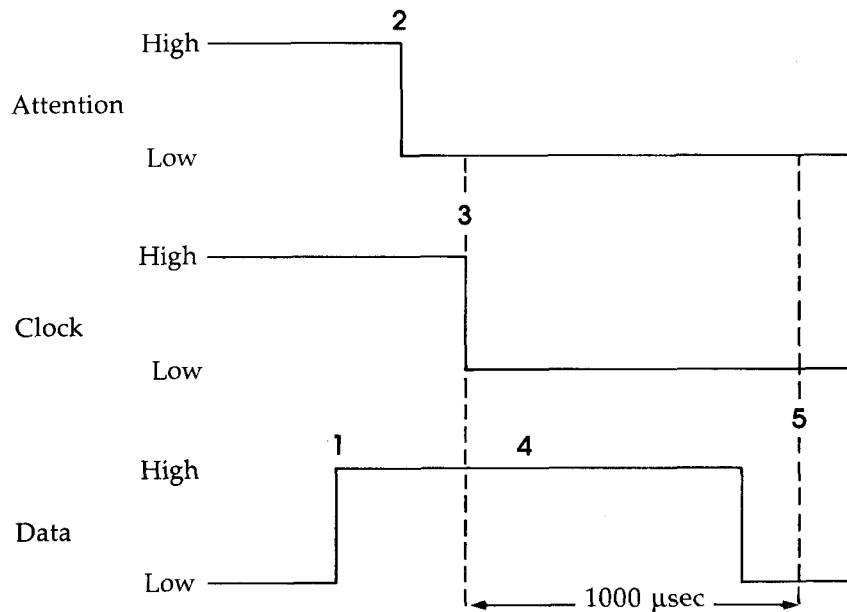 2
High
Attention
Low
3
High
Clock
Low
5
1 4
High
Data
Low
1000 μsec